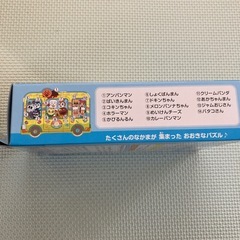 ①アンパンマン
②ばいきんまん
③コキンちゃん
④ホラーマン
⑤かびるんるん
⑥しょくぱんまん
⑦ドキンちゃん
⑧メロンパンナちゃん
⑨めいけんチーズ
⑩カレーパンマン
⑪クリームパンダ
⑫あかちゃんまん
⑬ジャムおじさん
⑭バタコさん
たくさんのなかまが 集まった おおきなパズル♪